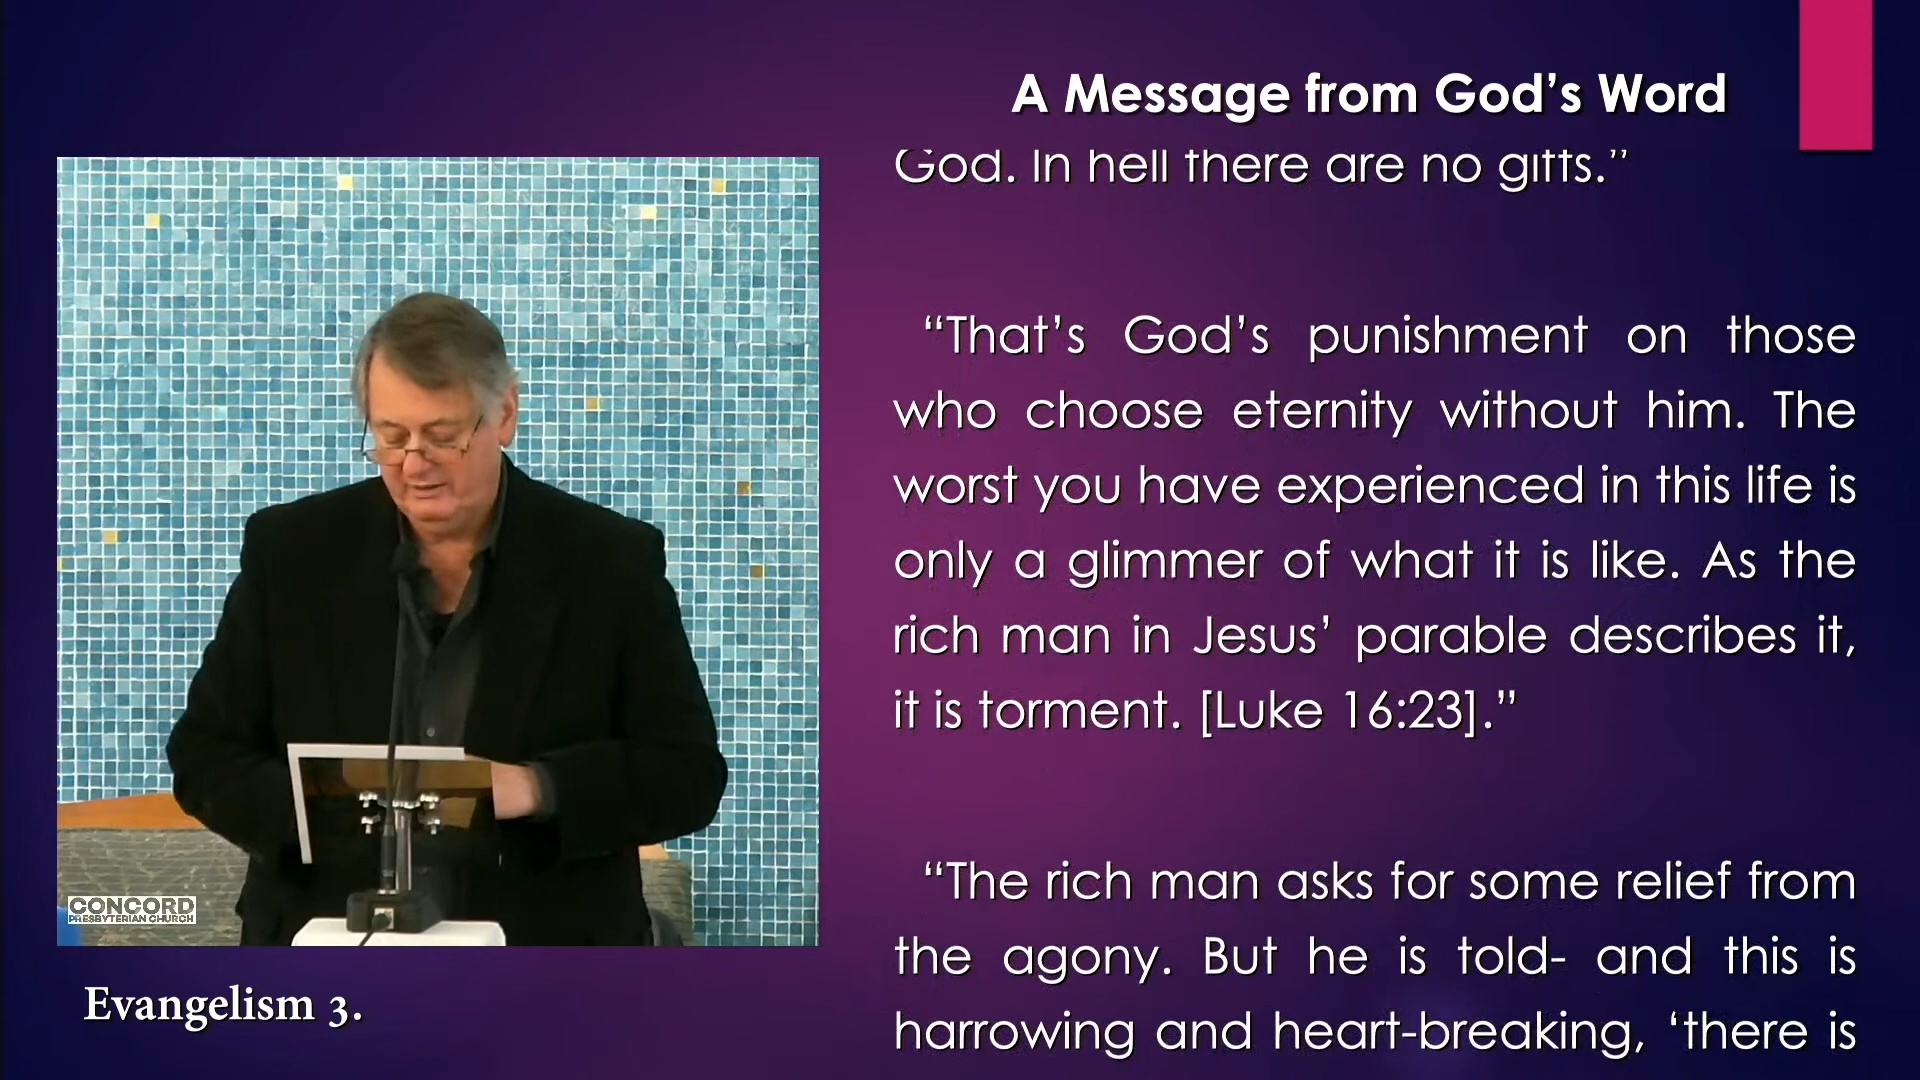 A Message from God’s Word
God. In hell there are no gifts.”
“That’s God’s punishment on those
who choose eternity without him. The
worst you have experienced in this life is
only a glimmer of what it is like. As the
rich man in Jesus’ parable describes it,
it is torment. [Luke 16:23].”
“The rich man asks for some relief from
the agony. But he is told- and this is
harrowing and heart-breaking, ‘there is
CONCORD
PRESBYTERIAN CHURCH
Evangelism 3.